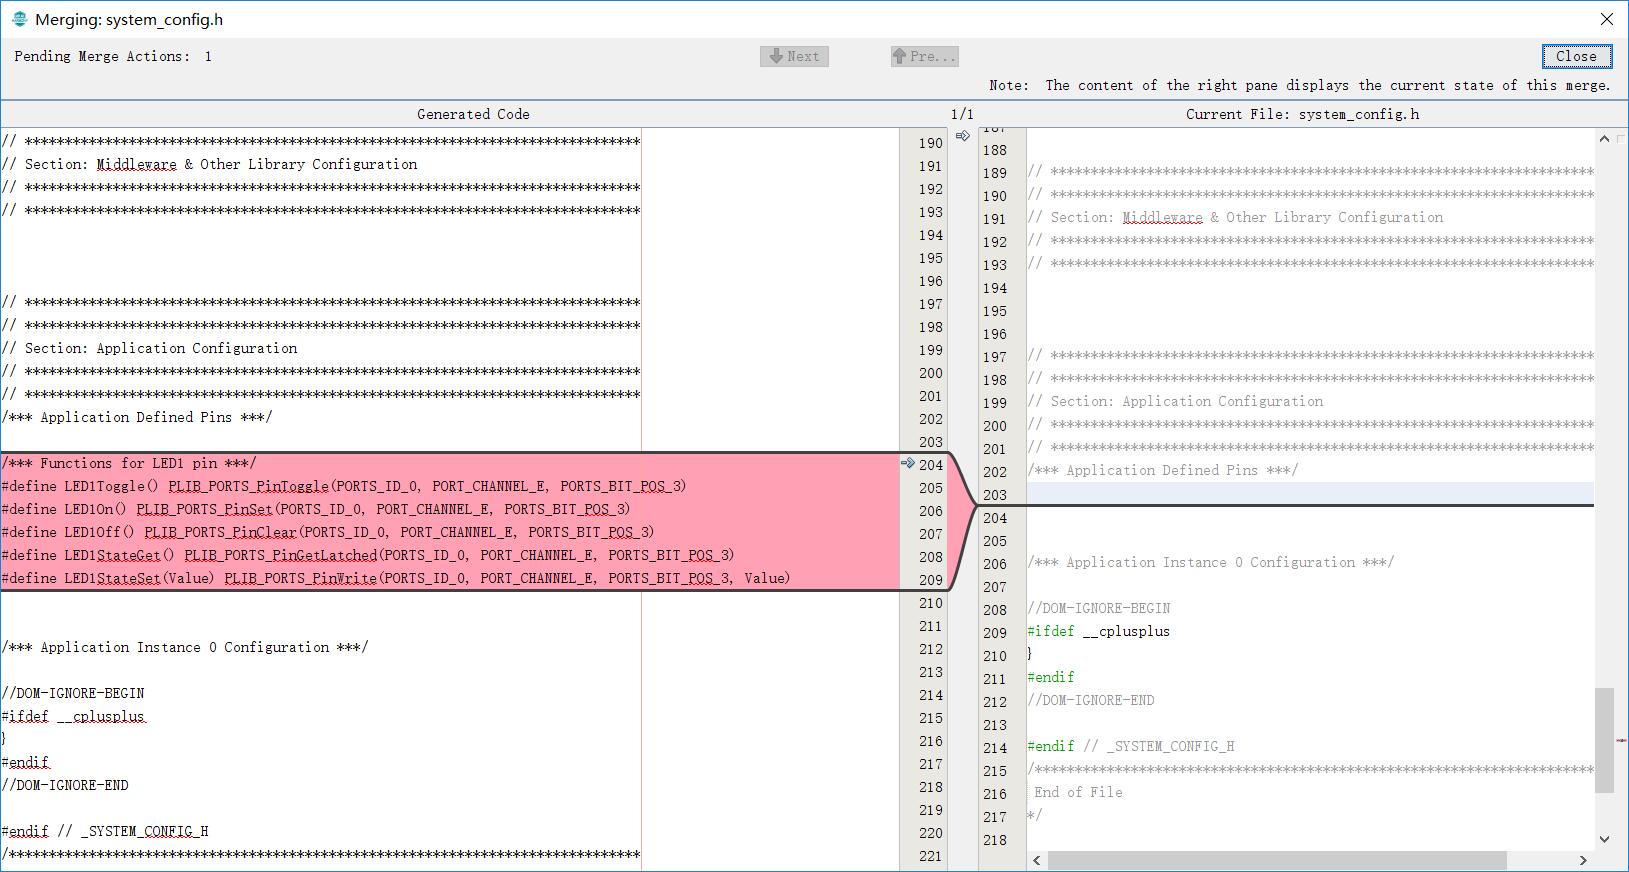 Merging: system_config.h
Pending Merge Actions: 1
Next
Pre...
Close
Note: The content of the right pane displays the current state of this merge.
Generated Code
1/1
Current File: system_config.h
// *****************************************************************************
190
// Section: Middleware & Other Library Configuration
191
// *****************************************************************************
192
// *****************************************************************************
193
194
195
196
// *****************************************************************************
197
// *****************************************************************************
198
// Section: Application Configuration
199
// *****************************************************************************
200
// *****************************************************************************
201
/*** Application Defined Pins ***/
202
203
/*** Functions for LED1 pin ***/
204
#define LED1Toggle() PLIB_PORTS_PinToggle(PORTS_ID_0, PORT_CHANNEL_E, PORTS_BIT_POS_3)
205
#define LED1On() PLIB_PORTS_PinSet(PORTS_ID_0, PORT_CHANNEL_E, PORTS_BIT_POS_3)
206
#define LED1Off() PLIB_PORTS_PinClear(PORTS_ID_0, PORT_CHANNEL_E, PORTS_BIT_POS_3)
207
#define LED1StateGet() PLIB_PORTS_PinGetLatched(PORTS_ID_0, PORT_CHANNEL_E, PORTS_BIT_POS_3)
208
#define LED1StateSet(Value) PLIB_PORTS_PinWrite(PORTS_ID_0, PORT_CHANNEL_E, PORTS_BIT_POS_3, Value)
209
210
211
/*** Application Instance 0 Configuration ***/
212
213
//DOM-IGNORE-BEGIN
214
#ifdef __cplusplus
215
}
216
#endif
217
//DOM-IGNORE-END
218
219
#endif // _SYSTEM_CONFIG_H
220
/*****************************************************************************
221
187
188
189 // ********************************************************************
190 // ********************************************************************
191 // Section: Middleware & Other Library Configuration
192 // ********************************************************************
193 // ********************************************************************
194
195
196
197 // ********************************************************************
198 // ********************************************************************
199 // Section: Application Configuration
200 // ********************************************************************
201 // ********************************************************************
202 /*** Application Defined Pins ***/
203
204
205
206 /*** Application Instance 0 Configuration ***/
207
208 //DOM-IGNORE-BEGIN
209 #ifdef __cplusplus
210 }
211 #endif
212 //DOM-IGNORE-END
213
214 #endif // _SYSTEM_CONFIG_H
215 /**********************************************************************
216 End of File
217 */
218